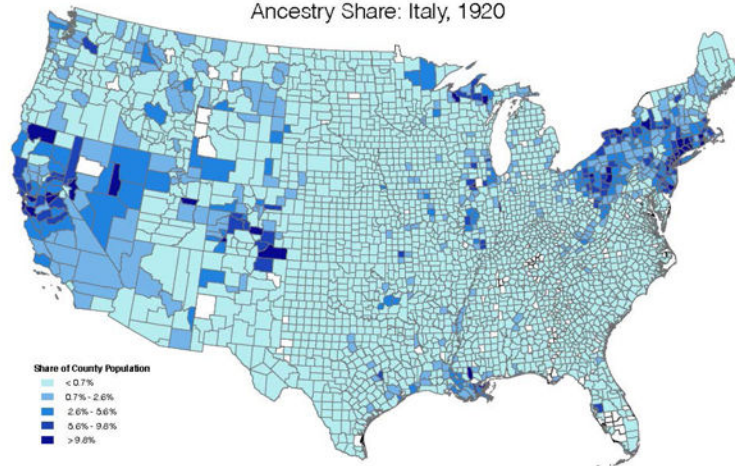 Ancestry Share: Italy, 1920
Share of County Population
< 0.7%
0.7% - 2.6%
2.6% - 5.6%
5.6% - 9.8%
> 9.8%